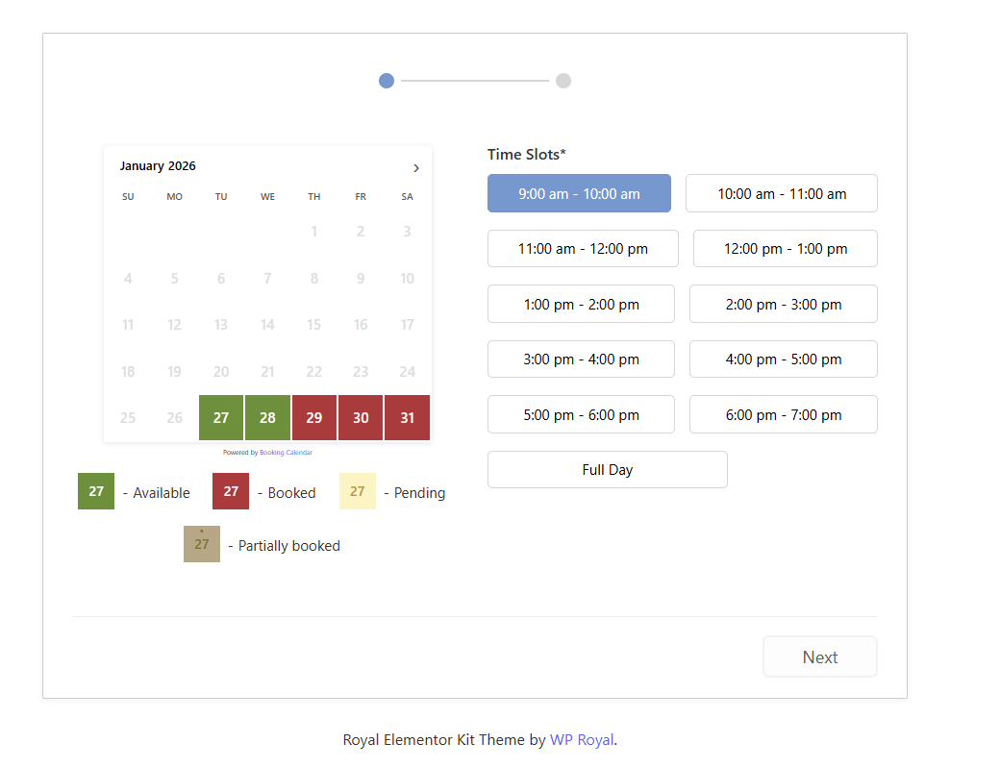 January 2026 ›
SU MO TU WE TH FR SA
1 2 3
4 5 6 7 8 9 10
11 12 13 14 15 16 17
18 19 20 21 22 23 24
25 26 27 28 29 30 31
Powered by Booking Calendar
27 - Available 27 - Booked 27 - Pending
27 - Partially booked
Time Slots*
9:00 am - 10:00 am 10:00 am - 11:00 am
11:00 am - 12:00 pm 12:00 pm - 1:00 pm
1:00 pm - 2:00 pm 2:00 pm - 3:00 pm
3:00 pm - 4:00 pm 4:00 pm - 5:00 pm
5:00 pm - 6:00 pm 6:00 pm - 7:00 pm
Full Day
Next
Royal Elementor Kit Theme by WP Royal.